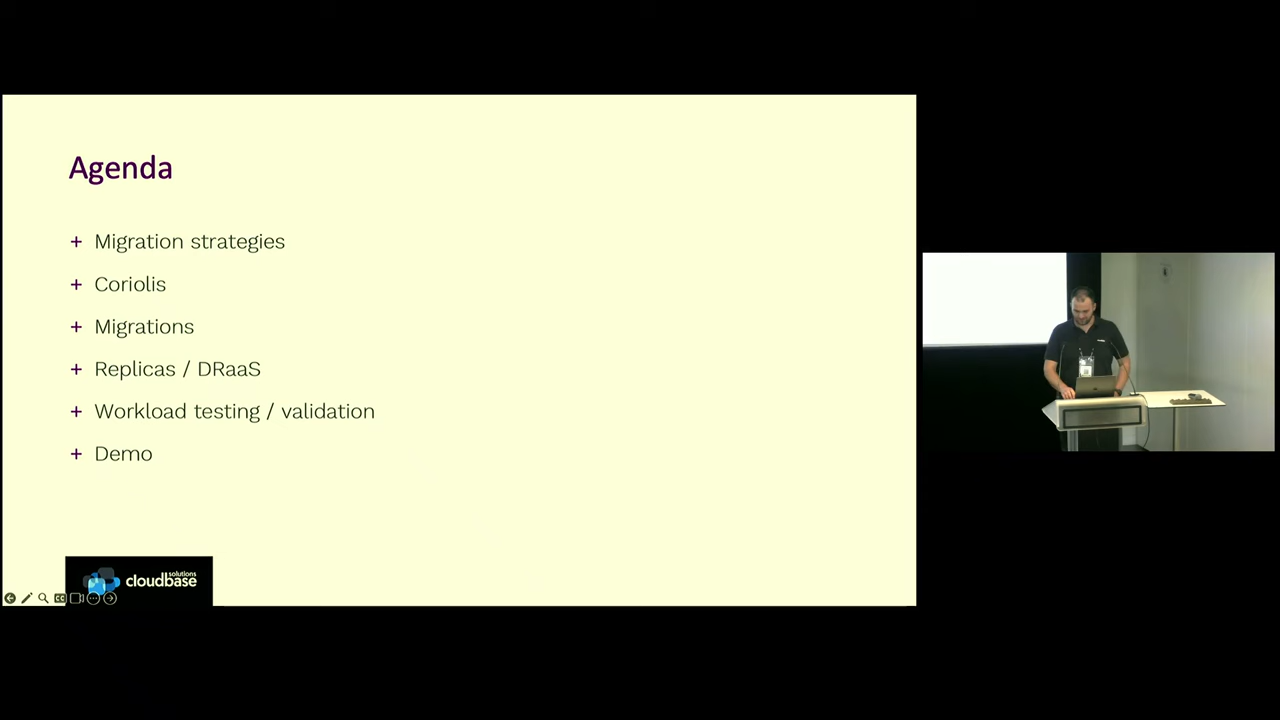 Agenda
+ Migration strategies
+ Coriolis
+ Migrations
+ Replicas / DRaaS
+ Workload testing / validation
+ Demo
cloudbase solutions